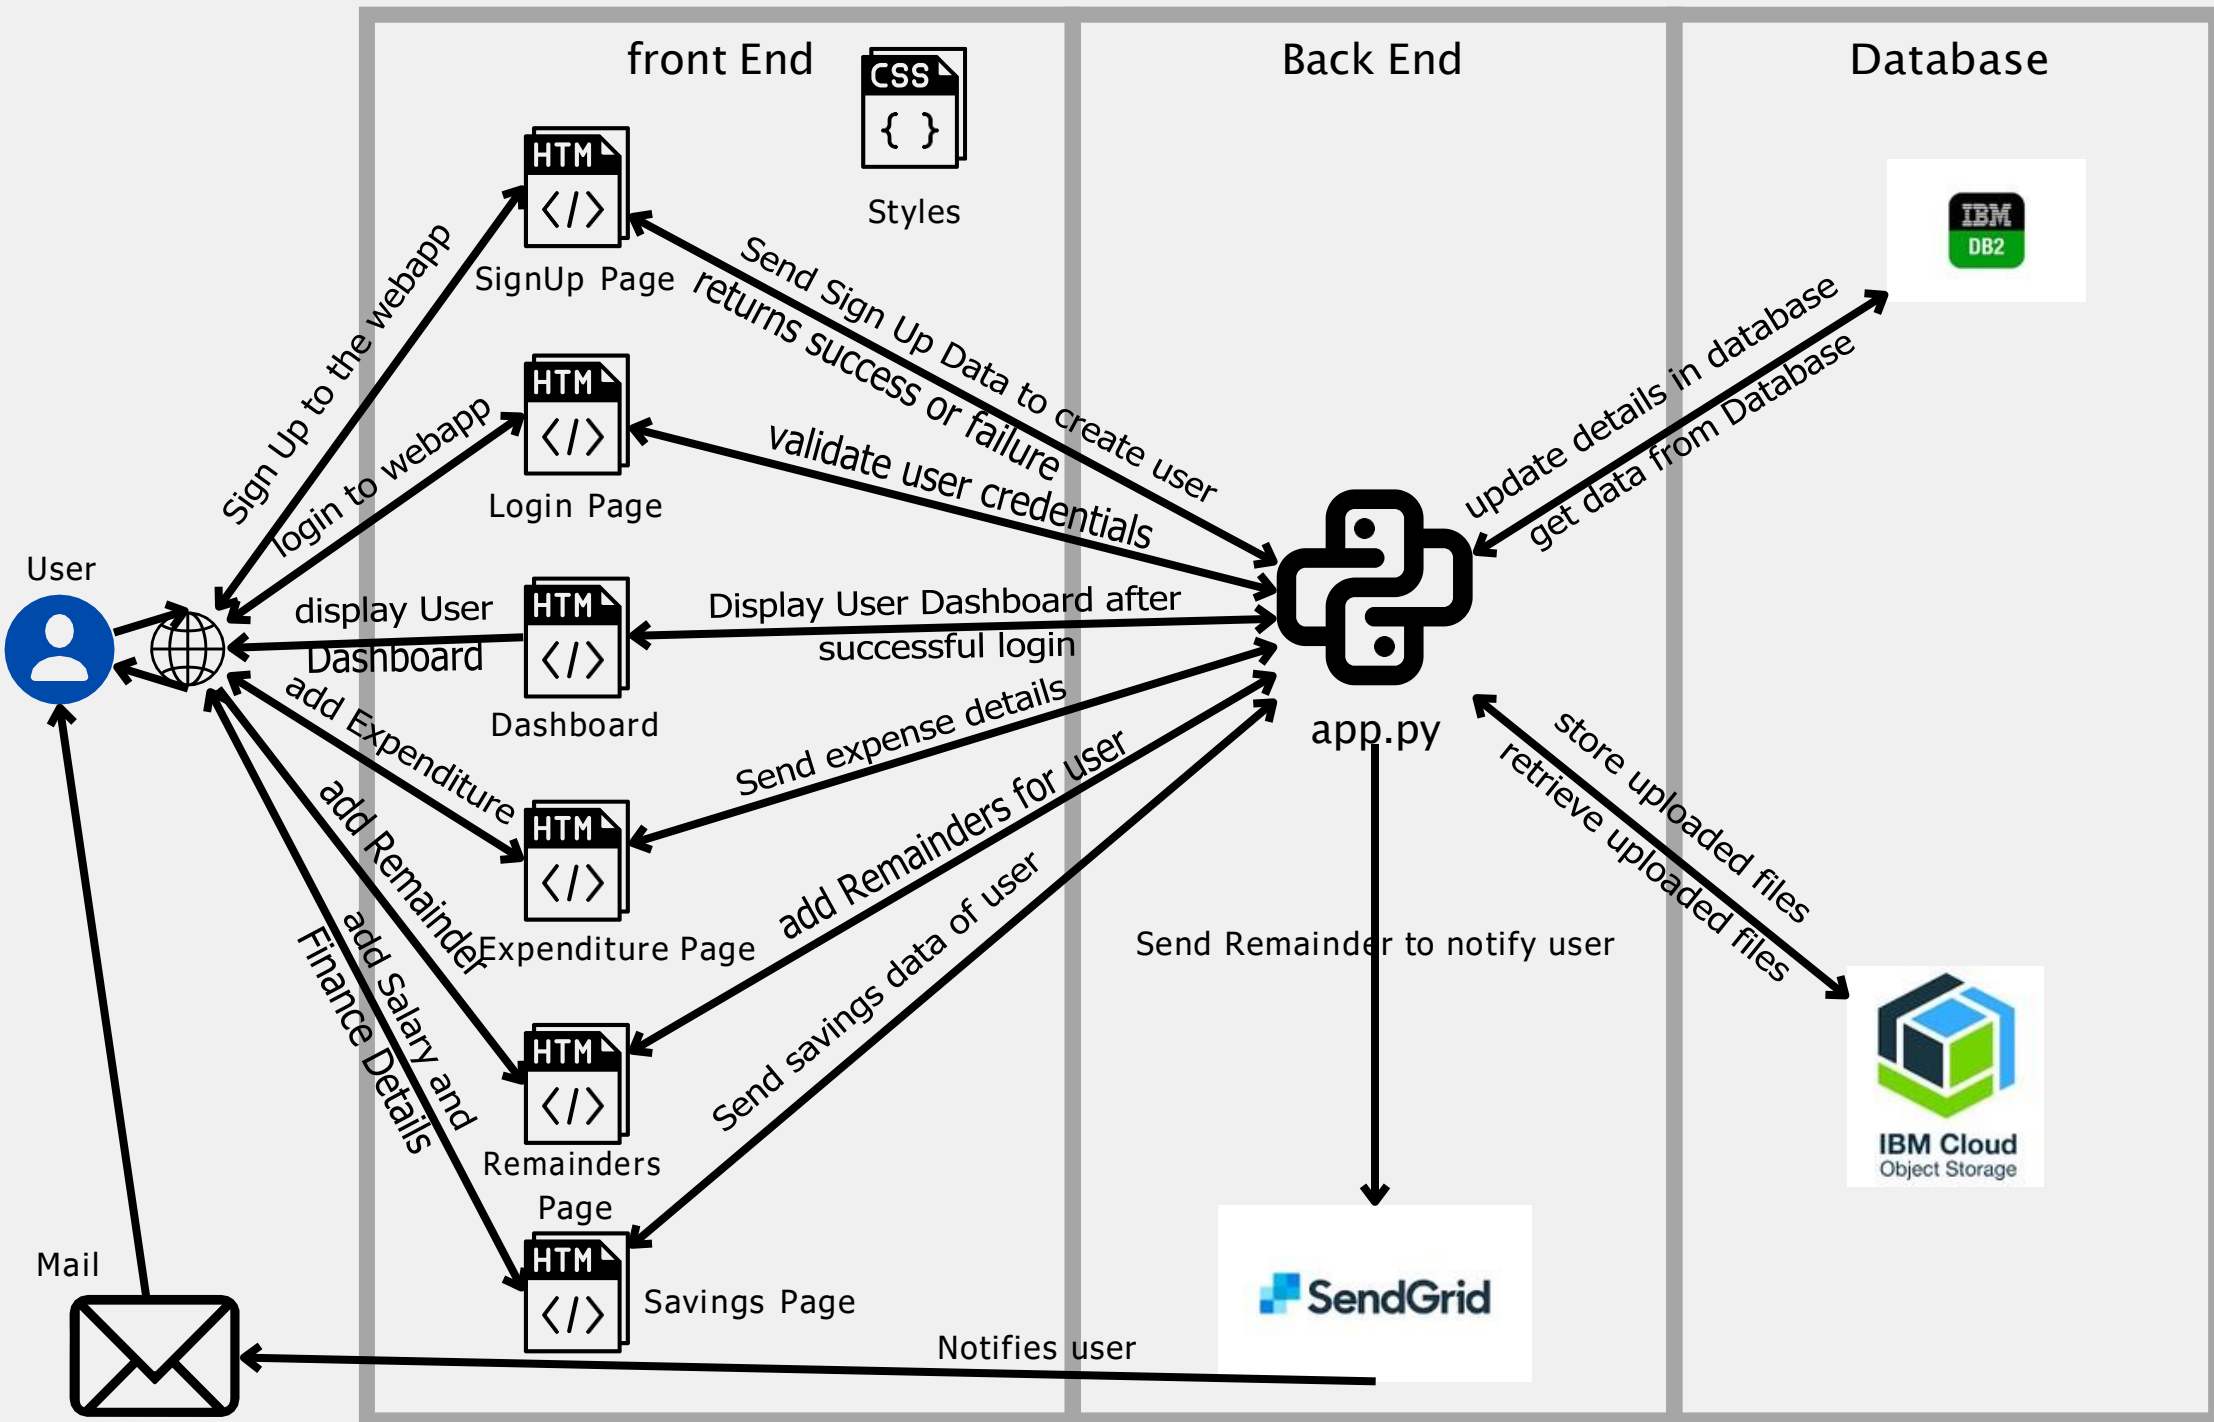 front End
Back End
Database
CSS
{ }
Styles
HTM
</>
SignUp Page
HTM
</>
Login Page
HTM
</>
Dashboard
HTM
</>
Expenditure Page
HTM
</>
Remainders
Page
HTM
</>
Savings Page
User
Mail
Sign Up to the webapp
login to webapp
display User
Dashboard
add Expenditure
add Remainder
add Salary and
Finance Details
Send Sign Up Data to create user
returns success or failure
validate user credentials
Display User Dashboard after
successful login
Send expense details
add Remainders for user
Send savings data of user
app.py
Send Remainder to notify user
SendGrid
Notifies user
update details in database
get data from Database
store uploaded files
retrieve uploaded files
IBM
DB2
IBM Cloud
Object Storage